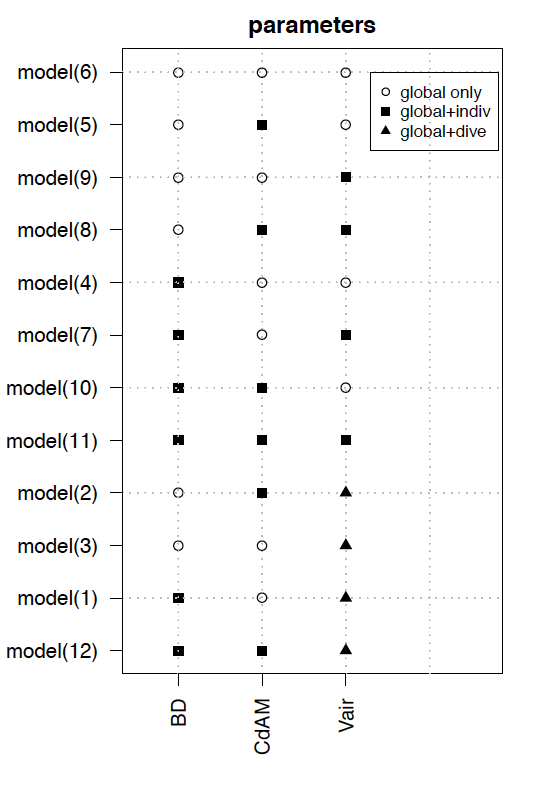 parameters
model(6)
model(5)
model(9)
model(8)
model(4)
model(7)
model(10)
model(11)
model(2)
model(3)
model(1)
model(12)
global only
global+indiv
global+dive
BD
CdAM
Vair